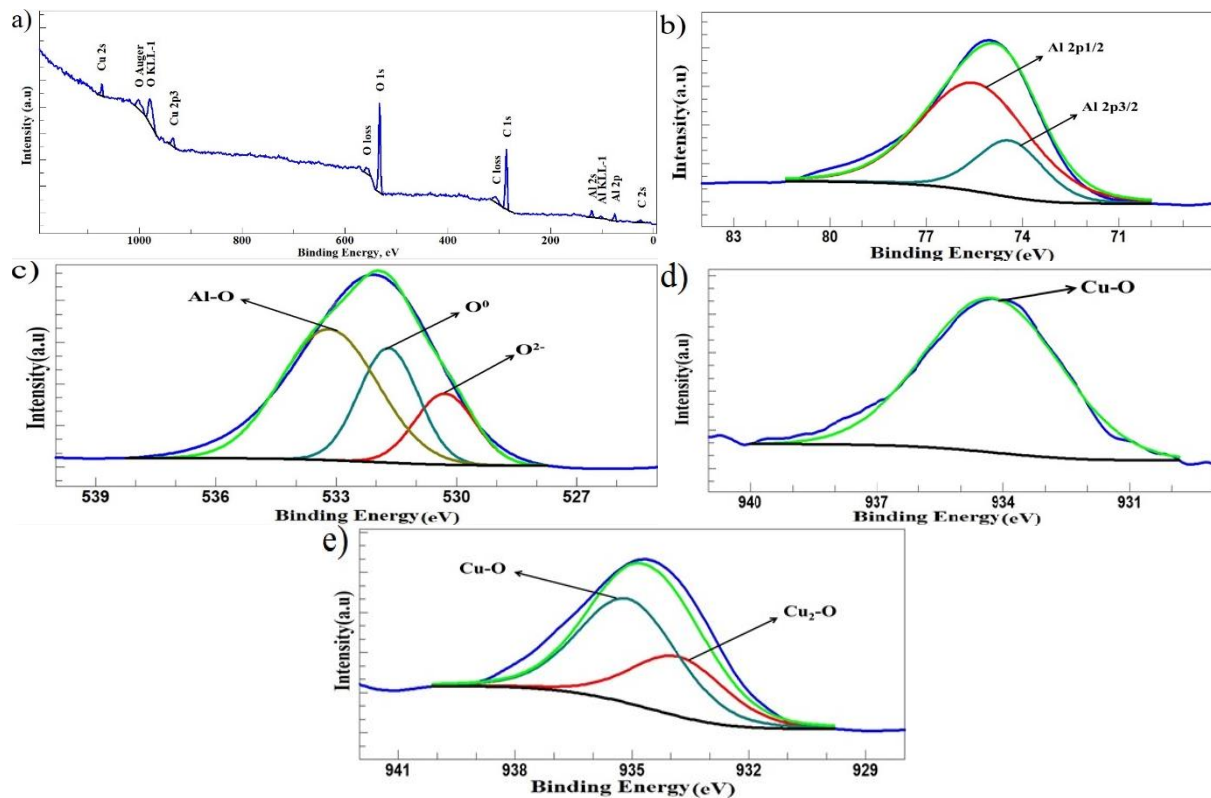 a)
Intensity (a.u)
Cu 2s
O Auger
O KLL-1
Cu 2p3
O loss
O 1s
C loss
C 1s
Al 2s
Al KLL-1
Al 2p
C 2s
1000 800 600 400 200 0
Binding Energy, eV
b)
Intensity(a.u)
Al 2p1/2
Al 2p3/2
83 80 77 74 71
Binding Energy(eV)
c)
Intensity(a.u)
Al-O
O⁰
O²⁻
539 536 533 530 527
Binding Energy(eV)
d)
Intensity(a.u)
Cu-O
940 937 934 931
Binding Energy(eV)
e)
Intensity(a.u)
Cu-O
Cu₂-O
941 938 935 932 929
Binding Energy(eV)